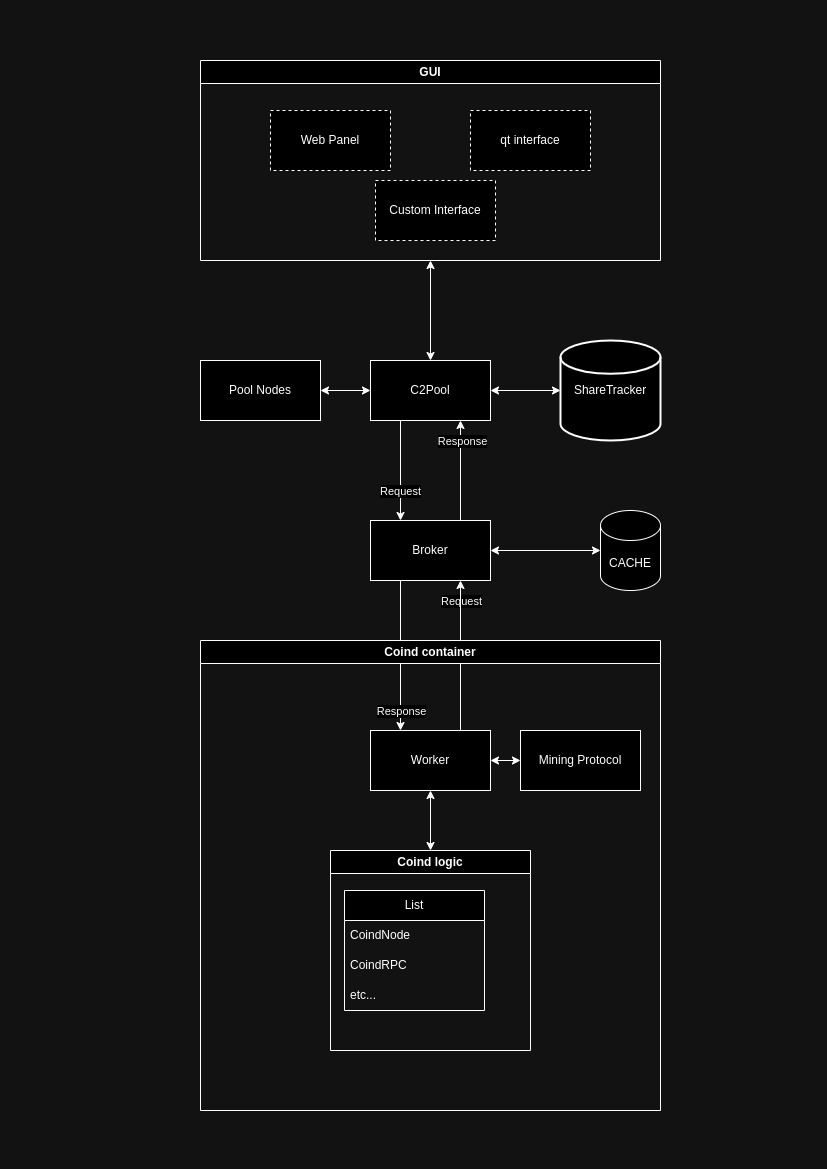 GUI
Web Panel
qt interface
Custom Interface
Pool Nodes
C2Pool
ShareTracker
Response
Request
Broker
CACHE
Request
Coind container
Response
Worker
Mining Protocol
Coind logic
List
CoindNode
CoindRPC
etc...